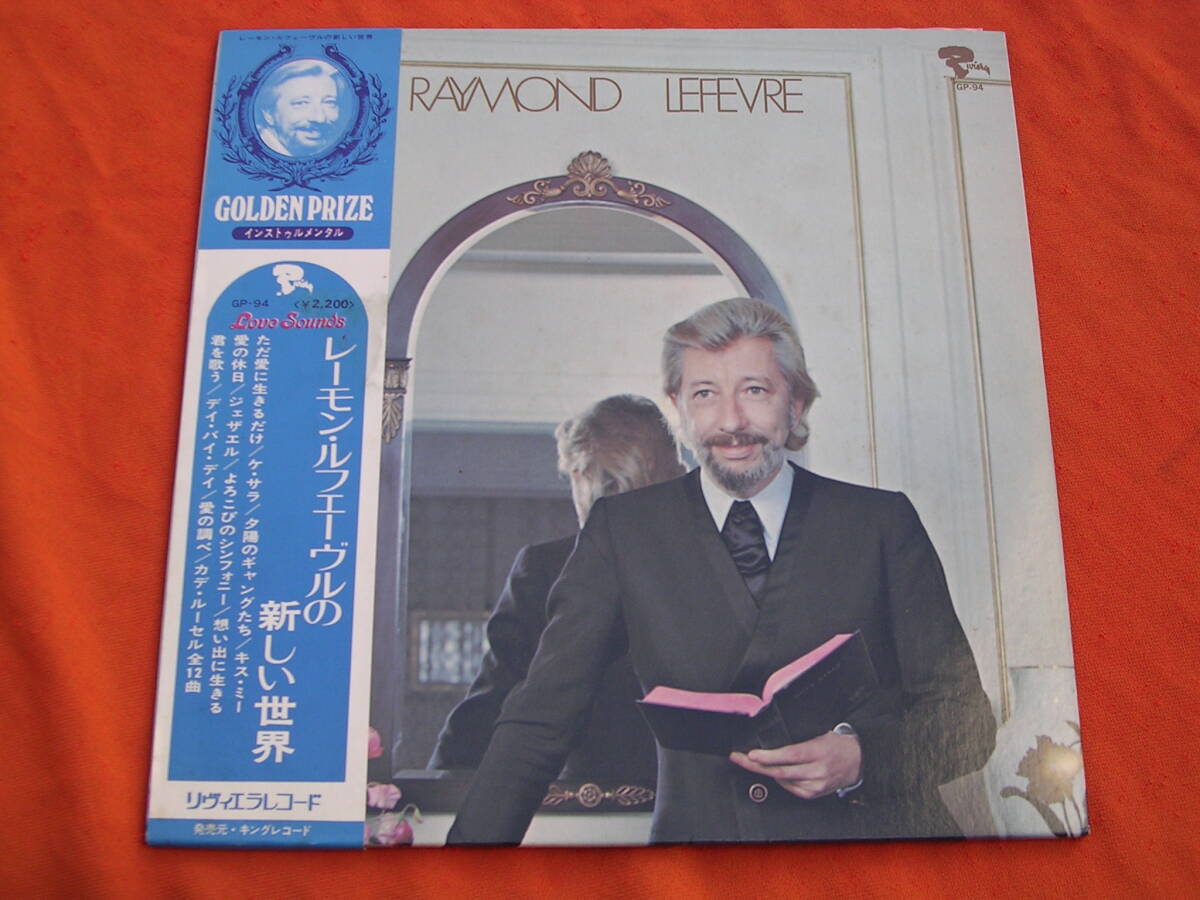 レーモン・ルフェーヴルの新しい世界
GOLDEN PRIZE
インストゥルメンタル
Riviera
GP-94 <¥2,200>
Love Sounds
レーモン・ルフェーヴルの
新しい世界
ただ愛に生きるだけ/ケ・サラ/夕陽のギャングたち/キス・ミー
愛の休日/ジェザエル/よろこびのシンフォニー/想い出に生きる
君を歌う/デイ・バイ・デイ/愛の調べ/カデ・ルーセル全12曲
リヴィエラレコード
発売元・キングレコード
RAYMOND LEFEVRE
Riviera
GP-94